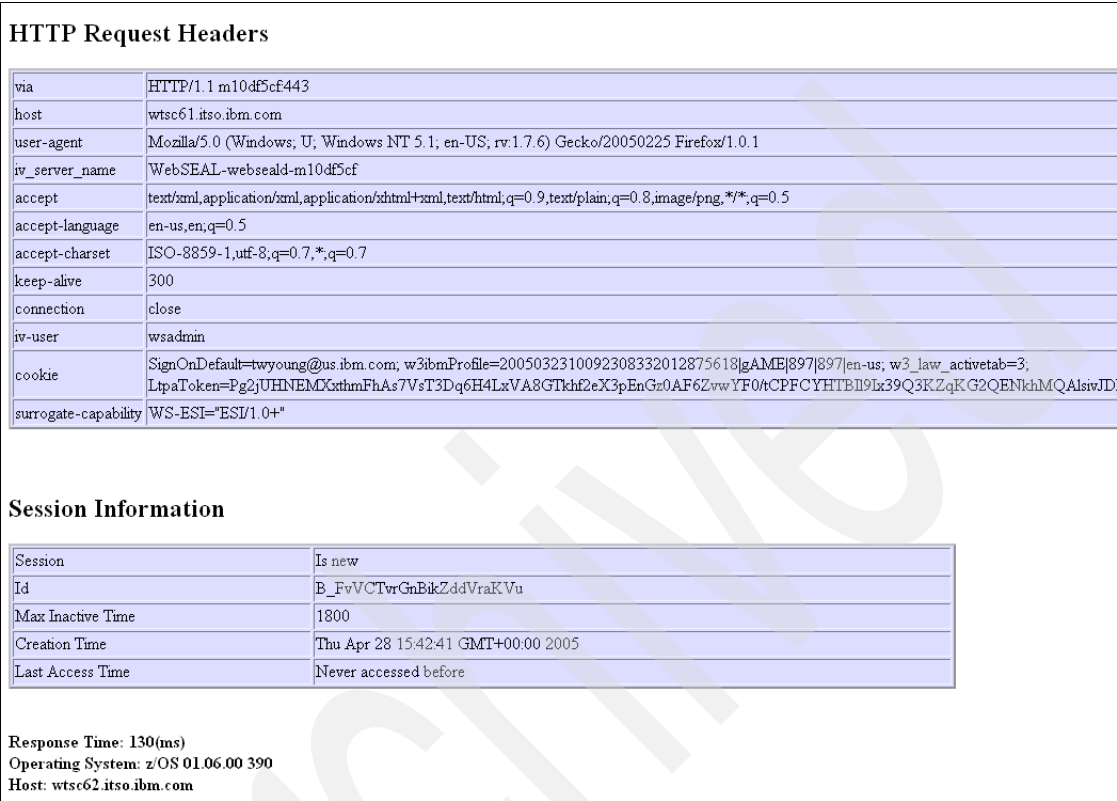 HTTP Request Headers
via HTTP/1.1 m10df5cf:443
host wtsc61.itso.ibm.com
user-agent Mozilla/5.0 (Windows; U; Windows NT 5.1; en-US; rv:1.7.6) Gecko/20050225 Firefox/1.0.1
iv_server_name WebSEAL-webseald-m10df5cf
accept text/xml,application/xml,application/xhtml+xml,text/html;q=0.9,text/plain;q=0.8,image/png,*/*;q=0.5
accept-language en-us,en;q=0.5
accept-charset ISO-8859-1,utf-8;q=0.7,*;q=0.7
keep-alive 300
connection close
iv-user wsadmin
cookie SignOnDefault=twyoung@us.ibm.com; w3ibmProfile=2005032310092308332012875618|gAME|897|897|en-us; w3_law_activetab=3;
LtpaToken=Pg2jUHNEMXxthmFhAs7VsT3Dq6H4LxVA8GTkhf2eX3pEnGz0AF6ZvwYF0/tCPFCYHTBIl9Ix39Q3KZqKG2QENkhMQAlsivJD
surrogate-capability WS-ESI="ESI/1.0+"
Session Information
Session Is new
Id B_FvVCTvrGnBikZddVraKVu
Max Inactive Time 1800
Creation Time Thu Apr 28 15:42:41 GMT+00:00 2005
Last Access Time Never accessed before
Response Time: 130(ms)
Operating System: z/OS 01.06.00 390
Host: wtsc62.itso.ibm.com